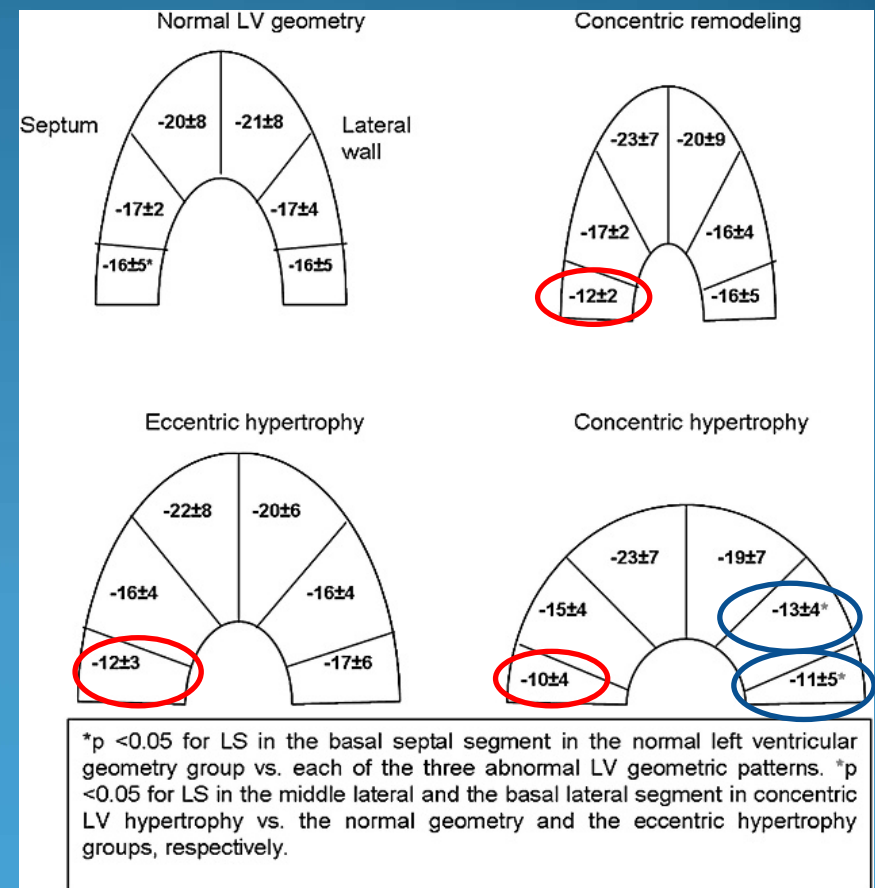 Normal LV geometry
Concentric remodeling
Septum
-20±8
-21±8
Lateral
wall
-17±2
-17±4
-16±5*
-16±5
-23±7
-20±9
-17±2
-16±4
-12±2
-16±5
Eccentric hypertrophy
Concentric hypertrophy
-22±8
-20±6
-16±4
-16±4
-12±3
-17±6
-23±7
-19±7
-15±4
-13±4*
-10±4
-11±5*
*p <0.05 for LS in the basal septal segment in the normal left ventricular
geometry group vs. each of the three abnormal LV geometric patterns. *p
<0.05 for LS in the middle lateral and the basal lateral segment in concentric
LV hypertrophy vs. the normal geometry and the eccentric hypertrophy
groups, respectively.